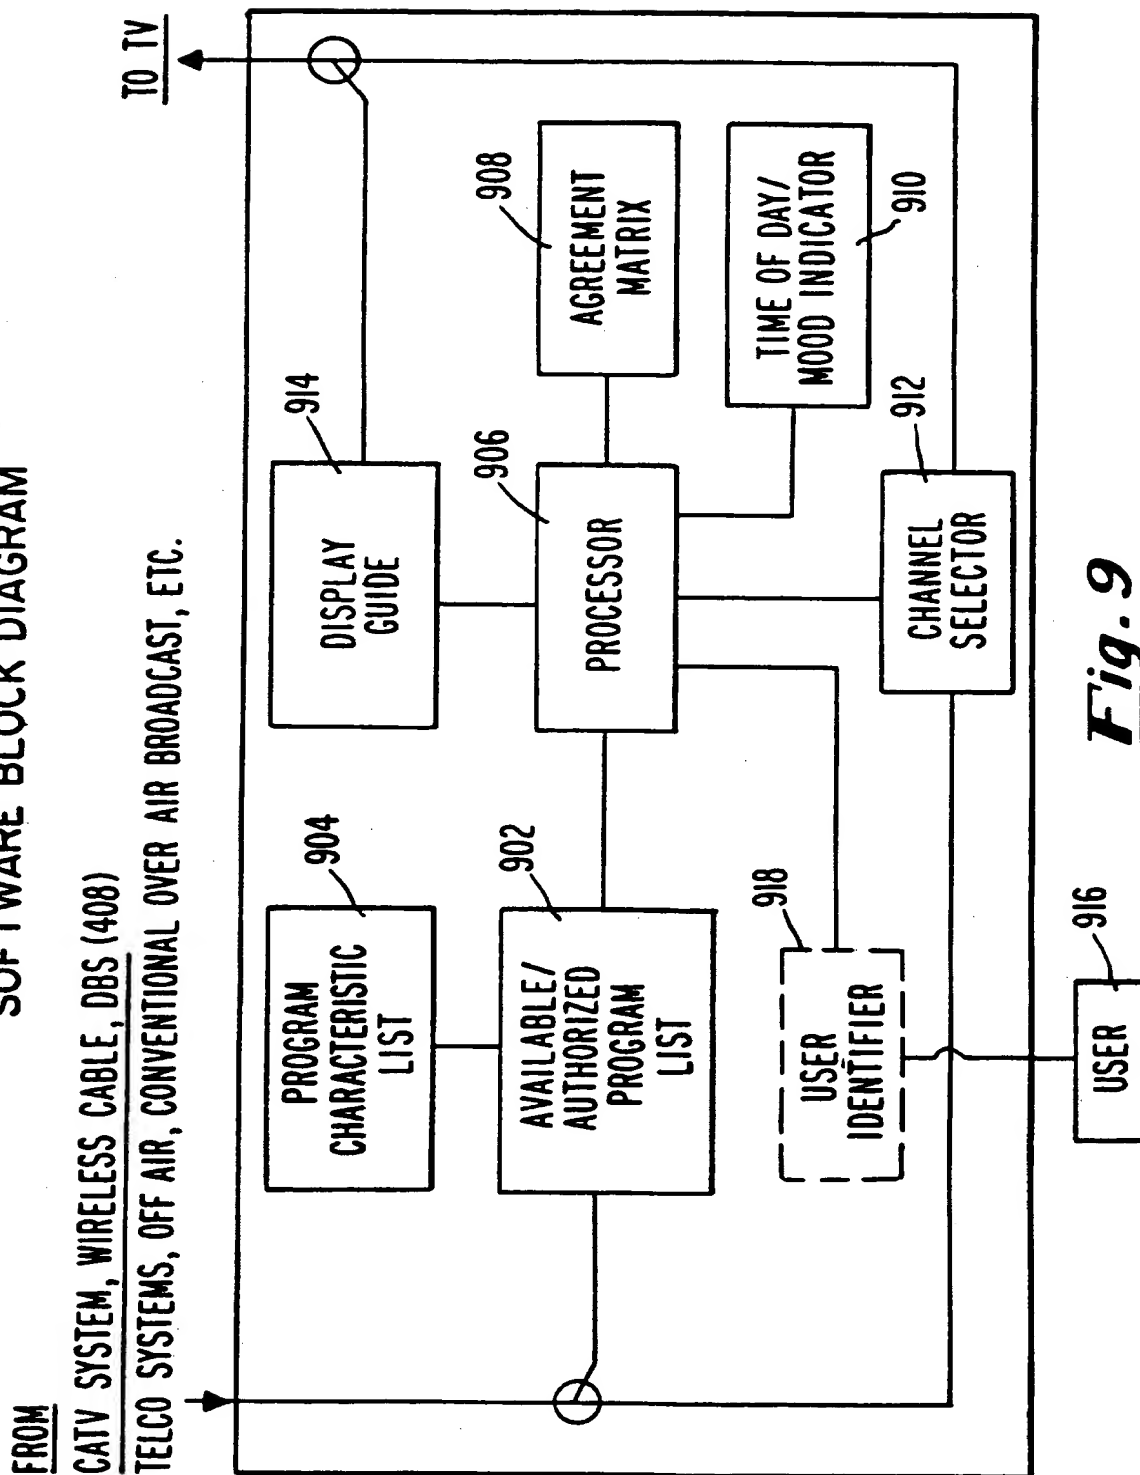 SOFTWARE BLOCK DIAGRAM
FROM
CATV SYSTEM, WIRELESS CABLE, DBS (408)
TELCO SYSTEMS, OFF AIR, CONVENTIONAL OVER AIR BROADCAST, ETC.
TO TV
904
PROGRAM
CHARACTERISTIC
LIST
914
DISPLAY
GUIDE
902
AVAILABLE/
AUTHORIZED
PROGRAM
LIST
906
PROCESSOR
908
AGREEMENT
MATRIX
918
USER
IDENTIFIER
TIME OF DAY/
MOOD INDICATOR
910
912
CHANNEL
SELECTOR
916
USER
Fig. 9